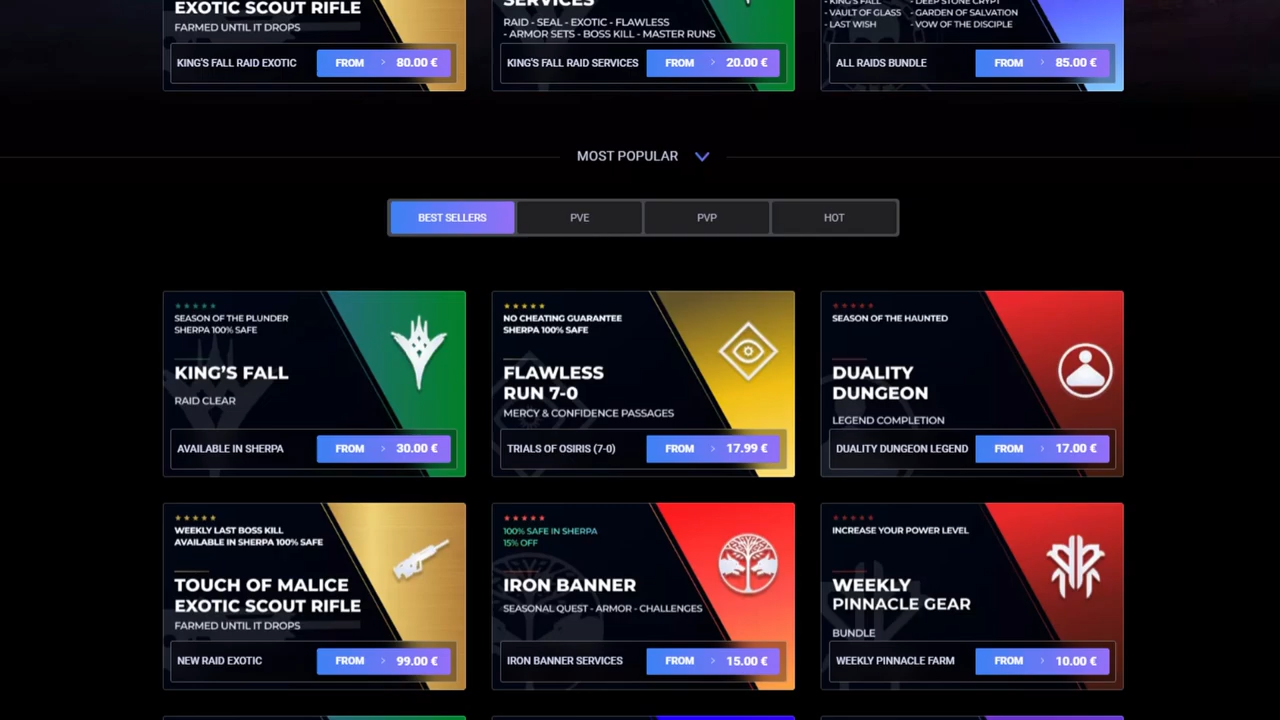 EXOTIC SCOUT RIFLE
FARMED UNTIL IT DROPS
KING'S FALL RAID EXOTIC
FROM > 80.00 €
SERVICES
RAID - SEAL - EXOTIC - FLAWLESS
- ARMOR SETS - BOSS KILL - MASTER RUNS
KING'S FALL RAID SERVICES
FROM > 20.00 €
- KING'S FALL - DEEP STONE CRYPT
- VAULT OF GLASS - GARDEN OF SALVATION
- LAST WISH - VOW OF THE DISCIPLE
ALL RAIDS BUNDLE
FROM > 85.00 €
MOST POPULAR
BEST SELLERS
PVE
PVP
HOT
SEASON OF THE PLUNDER
SHERPA 100% SAFE
KING'S FALL
RAID CLEAR
AVAILABLE IN SHERPA
FROM > 30.00 €
NO CHEATING GUARANTEE
SHERPA 100% SAFE
FLAWLESS
RUN 7-0
MERCY & CONFIDENCE PASSAGES
TRIALS OF OSIRIS (7-0)
FROM > 17.99 €
SEASON OF THE HAUNTED
DUALITY
DUNGEON
LEGEND COMPLETION
DUALITY DUNGEON LEGEND
FROM > 17.00 €
WEEKLY LAST BOSS KILL
AVAILABLE IN SHERPA 100% SAFE
TOUCH OF MALICE
EXOTIC SCOUT RIFLE
FARMED UNTIL IT DROPS
NEW RAID EXOTIC
FROM > 99.00 €
100% SAFE IN SHERPA
15% OFF
IRON BANNER
SEASONAL QUEST - ARMOR - CHALLENGES
IRON BANNER SERVICES
FROM > 15.00 €
INCREASE YOUR POWER LEVEL
WEEKLY
PINNACLE GEAR
BUNDLE
WEEKLY PINNACLE FARM
FROM > 10.00 €